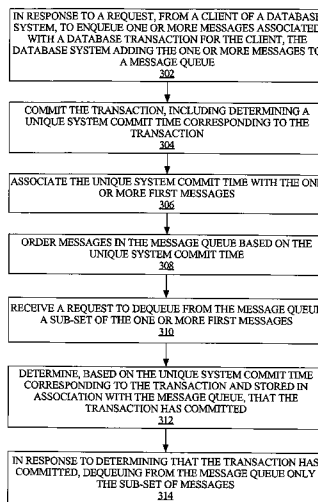 IN RESPONSE TO A REQUEST, FROM A CLIENT OF A DATABASE
SYSTEM, TO ENQUEUE ONE OR MORE MESSAGES ASSOCIATED
WITH A DATABASE TRANSACTION FOR THE CLIENT, THE
DATABASE SYSTEM ADDING THE ONE OR MORE MESSAGES TO
A MESSAGE QUEUE
302
COMMIT THE TRANSACTION, INCLUDING DETERMINING A
UNIQUE SYSTEM COMMIT TIME CORRESPONDING TO THE
TRANSACTION
304
ASSOCIATE THE UNIQUE SYSTEM COMMIT TIME WITH THE ONE
OR MORE FIRST MESSAGES
306
ORDER MESSAGES IN THE MESSAGE QUEUE BASED ON THE
UNIQUE SYSTEM COMMIT TIME
308
RECEIVE A REQUEST TO DEQUEUE FROM THE MESSAGE QUEUE
A SUB-SET OF THE ONE OR MORE FIRST MESSAGES
310
DETERMINE, BASED ON THE UNIQUE SYSTEM COMMIT TIME
CORRESPONDING TO THE TRANSACTION AND STORED IN
ASSOCIATION WITH THE MESSAGE QUEUE, THAT THE
TRANSACTION HAS COMMITTED
312
IN RESPONSE TO DETERMINING THAT THE TRANSACTION HAS
COMMITTED, DEQUEUING FROM THE MESSAGE QUEUE ONLY
THE SUB-SET OF MESSAGES
314